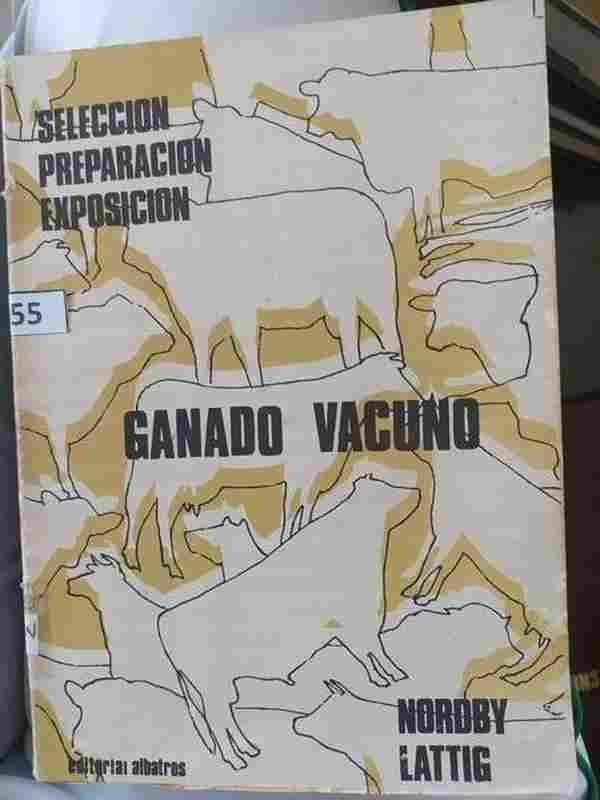 SELECCION
PREPARACION
EXPOSICION
55
GANADO VACUNO
NORDBY
LATTIG
editorial albatros